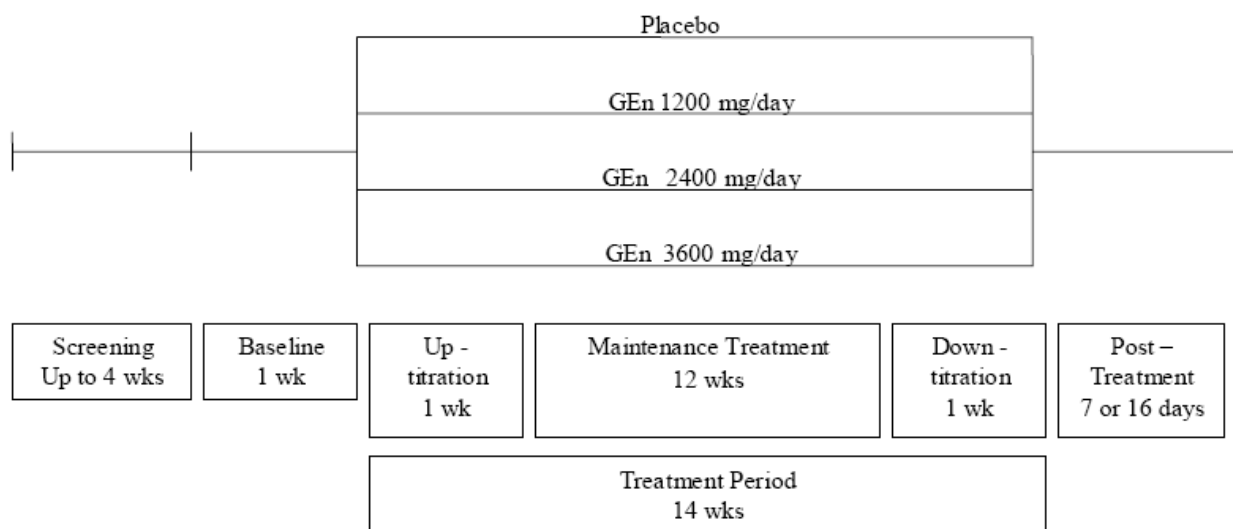 Placebo
GEn 1200 mg/day
GEn 2400 mg/day
GEn 3600 mg/day
Screening
Up to 4 wks
Baseline
1 wk
Up -
titration
1 wk
Maintenance Treatment
12 wks
Down -
titration
1 wk
Post –
Treatment
7 or 16 days
Treatment Period
14 wks